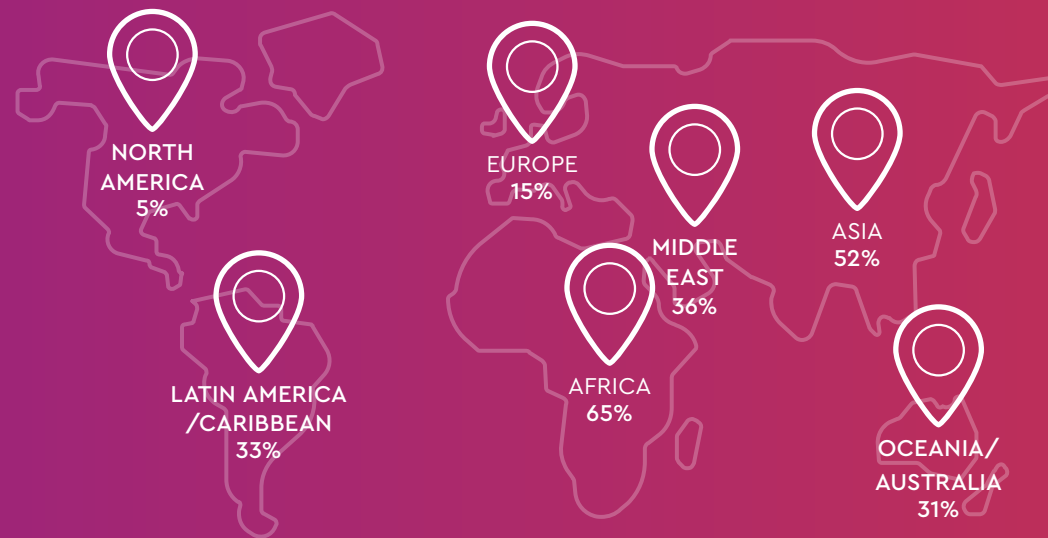 NORTH
AMERICA
5%
EUROPE
15%
MIDDLE
EAST
36%
ASIA
52%
LATIN AMERICA
/CARIBBEAN
33%
AFRICA
65%
OCEANIA/
AUSTRALIA
31%